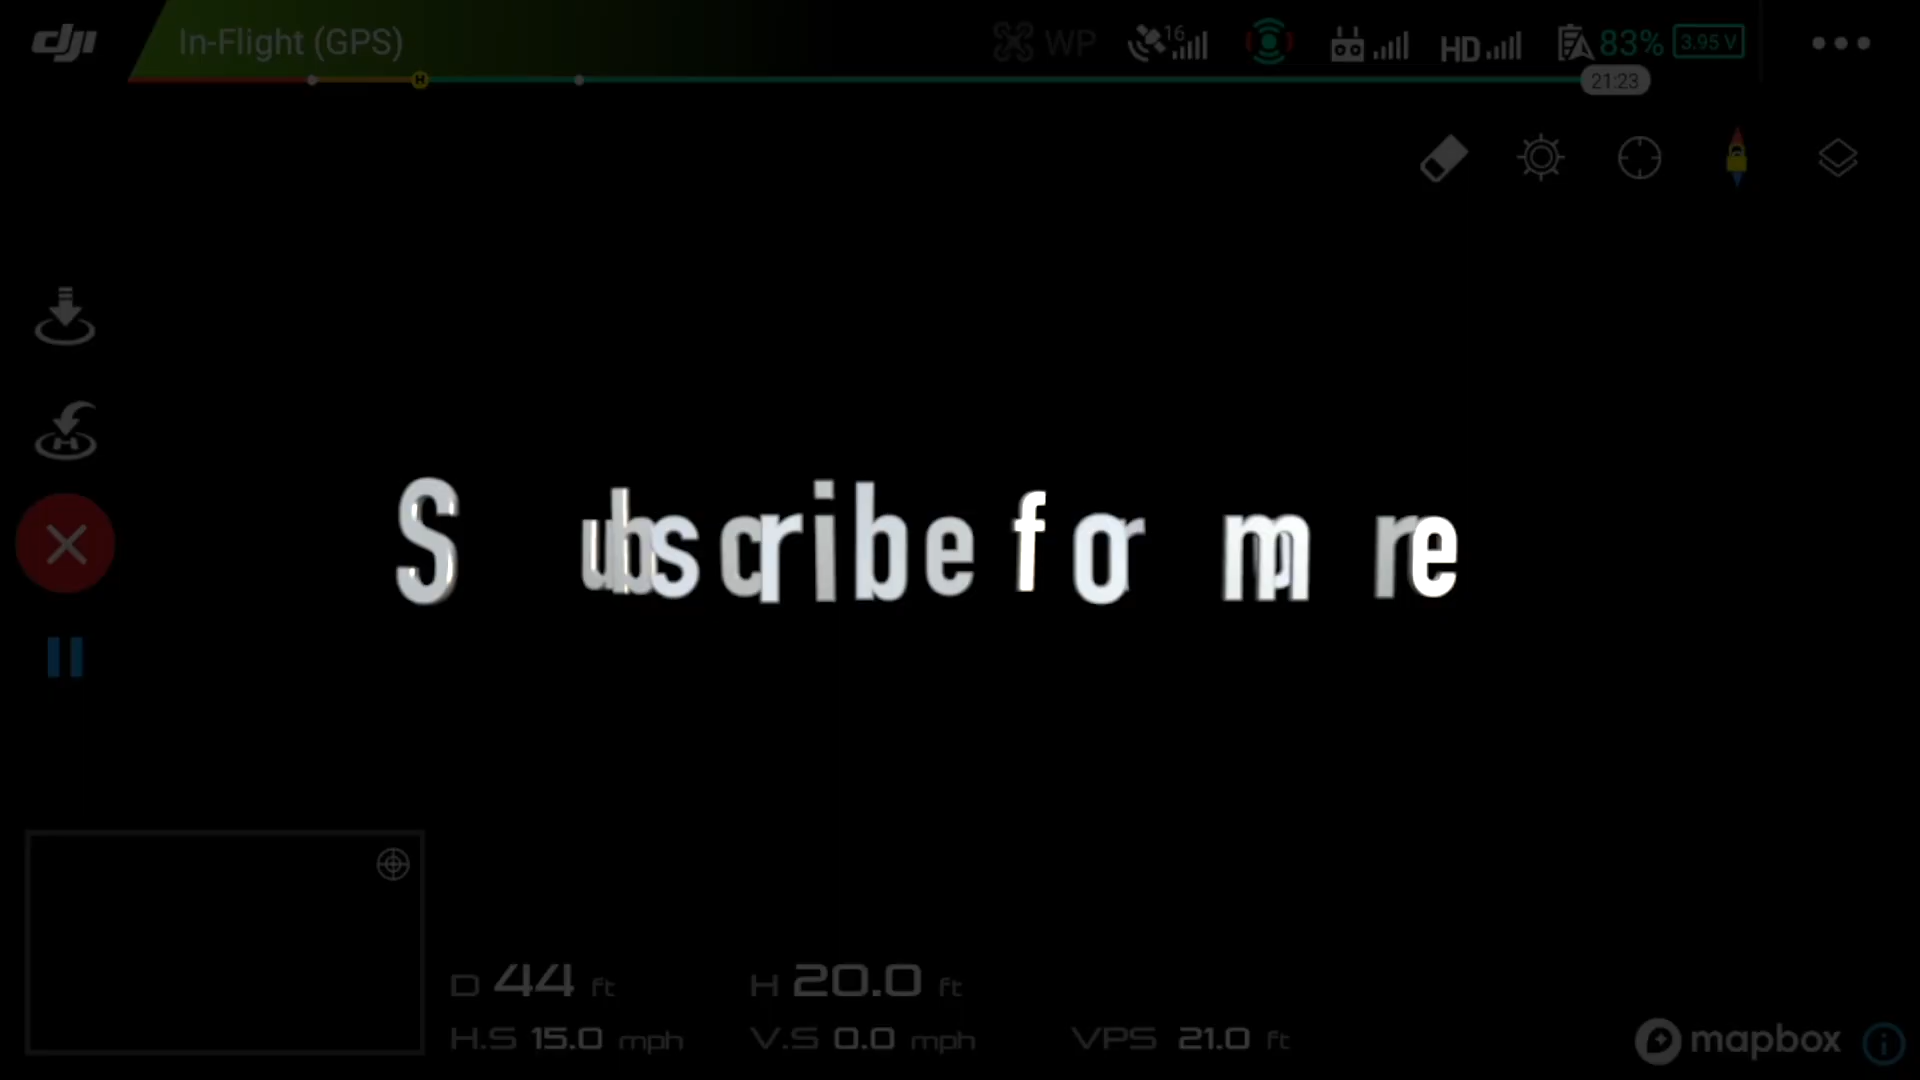 dji In-Flight (GPS) WP 16 HD 83% 3.95 V
H 21:23
H
Subscribe for more
D 44 ft H 20.0 ft
H.S 15.0 mph V.S 0.0 mph VPS 21.0 ft
mapbox i